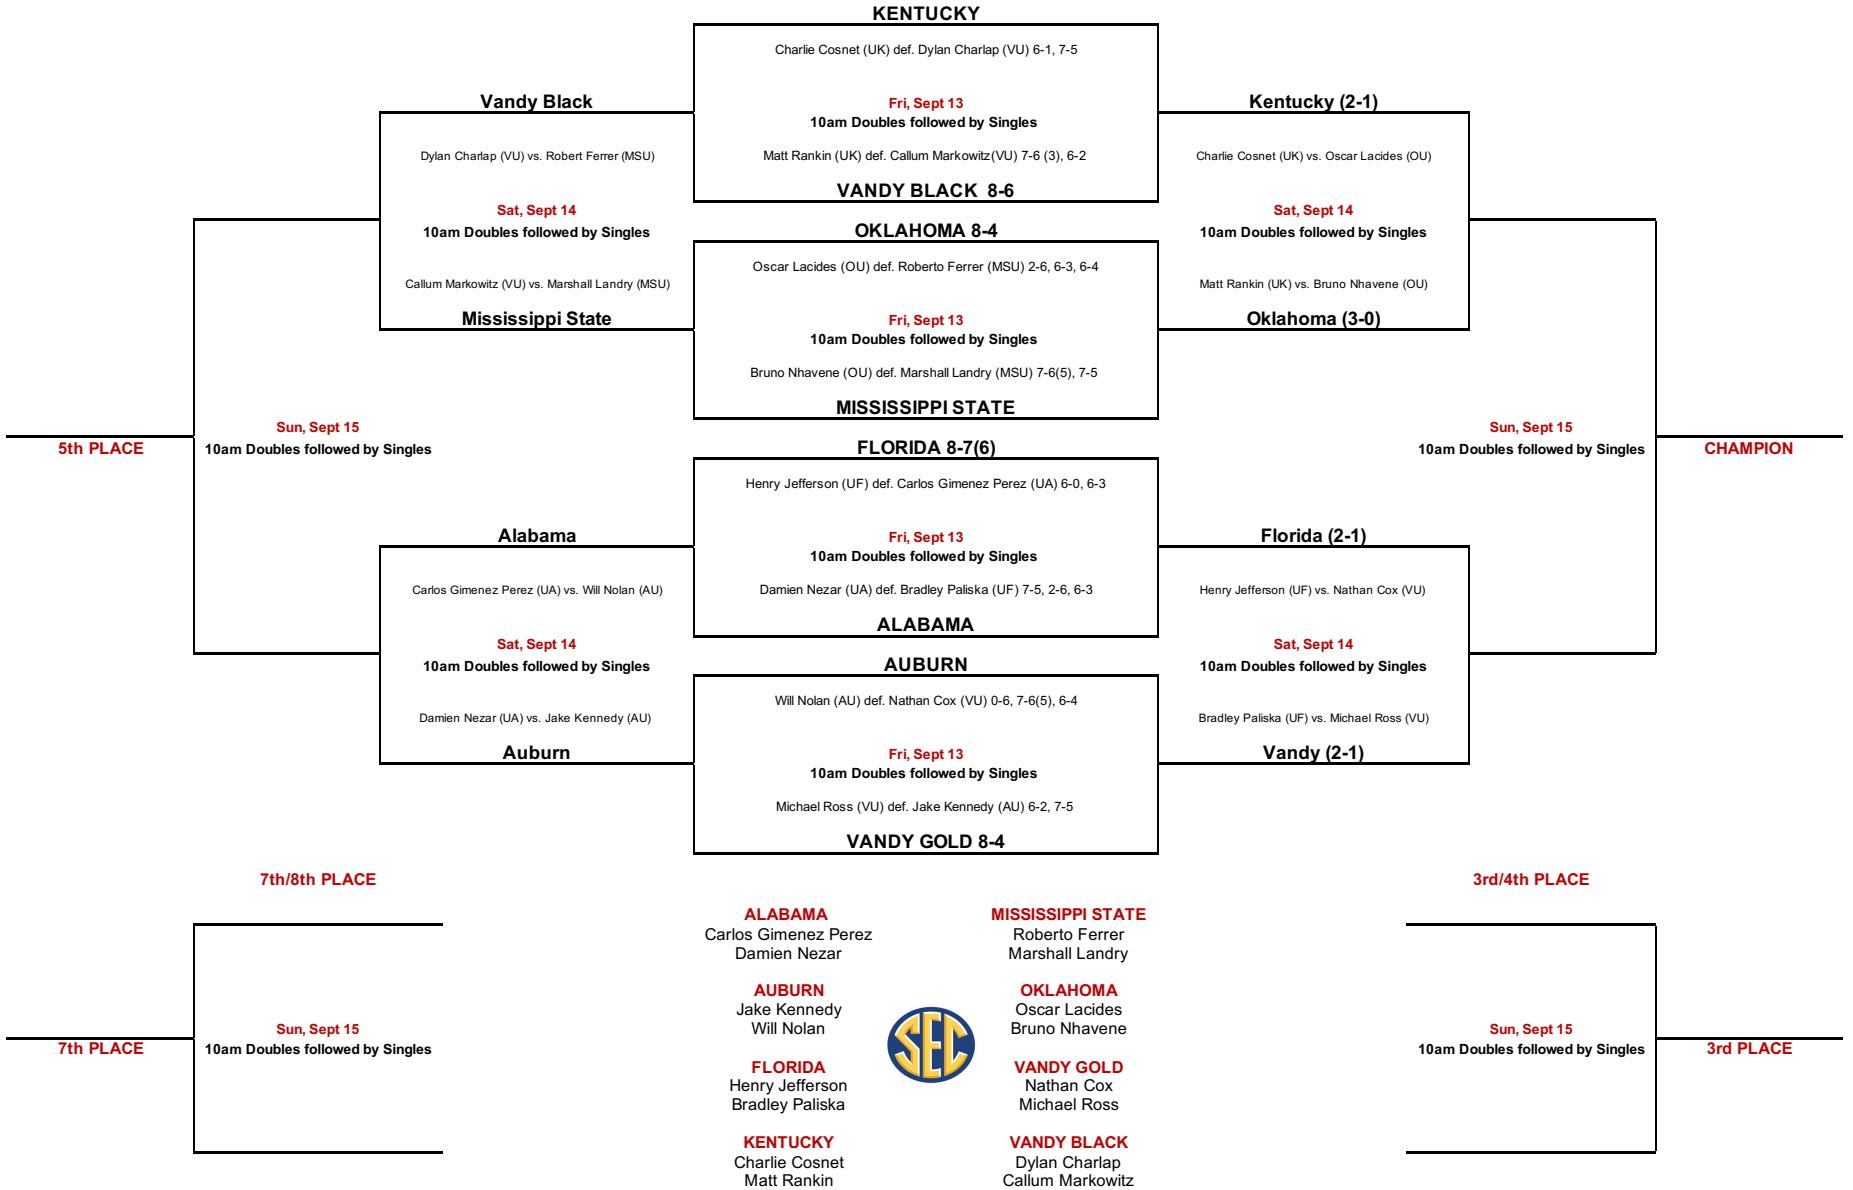 KENTUCKY
Charlie Cosnet (UK) def. Dylan Charlap (VU) 6-1, 7-5
Vandy Black
Fri, Sept 13
Kentucky (2-1)
10am Doubles followed by Singles
Dylan Charlap (VU) vs. Robert Ferrer (MSU)
Matt Rankin (UK) def. Callum Markowitz(VU) 7-6 (3), 6-2
Charlie Cosnet (UK) vs. Oscar Lacides (OU)
VANDY BLACK 8-6
Sat, Sept 14
Sat, Sept 14
10am Doubles followed by Singles
OKLAHOMA 8-4
10am Doubles followed by Singles
Oscar Lacides (OU) def. Roberto Ferrer (MSU) 2-6, 6-3, 6-4
Callum Markowitz (VU) vs. Marshall Landry (MSU)
Matt Rankin (UK) vs. Bruno Nhavene (OU)
Mississippi State
Fri, Sept 13
Oklahoma (3-0)
10am Doubles followed by Singles
Bruno Nhavene (OU) def. Marshall Landry (MSU) 7-6(5), 7-5
MISSISSIPPI STATE
Sun, Sept 15
Sun, Sept 15
5th PLACE
10am Doubles followed by Singles
FLORIDA 8-7(6)
10am Doubles followed by Singles
CHAMPION
Henry Jefferson (UF) def. Carlos Gimenez Perez (UA) 6-0, 6-3
Alabama
Fri, Sept 13
Florida (2-1)
10am Doubles followed by Singles
Carlos Gimenez Perez (UA) vs. Will Nolan (AU)
Damien Nezar (UA) def. Bradley Paliska (UF) 7-5, 2-6, 6-3
Henry Jefferson (UF) vs. Nathan Cox (VU)
ALABAMA
Sat, Sept 14
Sat, Sept 14
10am Doubles followed by Singles
AUBURN
10am Doubles followed by Singles
Will Nolan (AU) def. Nathan Cox (VU) 0-6, 7-6(5), 6-4
Damien Nezar (UA) vs. Jake Kennedy (AU)
Bradley Paliska (UF) vs. Michael Ross (VU)
Auburn
Fri, Sept 13
Vandy (2-1)
10am Doubles followed by Singles
Michael Ross (VU) def. Jake Kennedy (AU) 6-2, 7-5
VANDY GOLD 8-4
7th/8th PLACE
3rd/4th PLACE
ALABAMA
Carlos Gimenez Perez
Damien Nezar
MISSISSIPPI STATE
Roberto Ferrer
Marshall Landry
AUBURN
Jake Kennedy
Will Nolan
OKLAHOMA
Oscar Lacides
Bruno Nhavene
Sun, Sept 15
7th PLACE
10am Doubles followed by Singles
SEC
Sun, Sept 15
10am Doubles followed by Singles
3rd PLACE
FLORIDA
Henry Jefferson
Bradley Paliska
VANDY GOLD
Nathan Cox
Michael Ross
KENTUCKY
Charlie Cosnet
Matt Rankin
VANDY BLACK
Dylan Charlap
Callum Markowitz